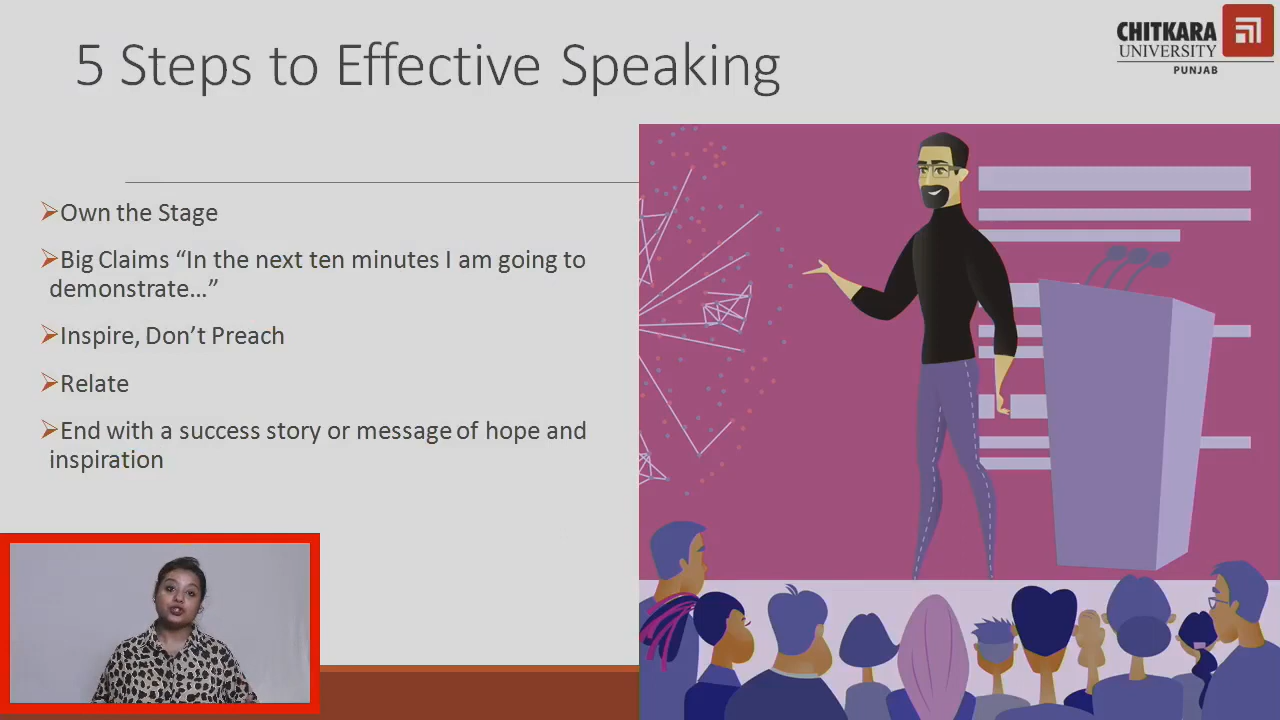 5 Steps to Effective Speaking
CHITKARA
UNIVERSITY
PUNJAB
Own the Stage
Big Claims “In the next ten minutes I am going to
demonstrate…”
Inspire, Don’t Preach
Relate
End with a success story or message of hope and
inspiration